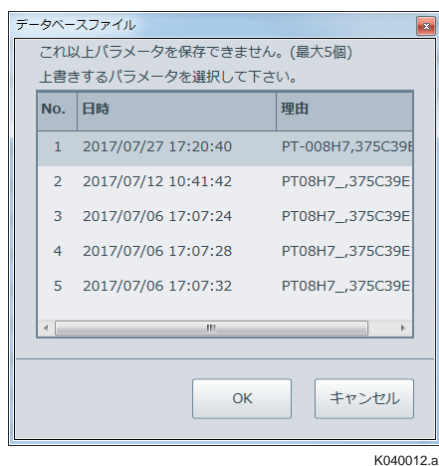 データベースファイル
これ以上パラメータを保存できません。(最大5個)
上書きするパラメータを選択して下さい。
No. 日時 理由
1 2017/07/27 17:20:40 PT-008H7,375C39E
2 2017/07/12 10:41:42 PT08H7_,375C39E
3 2017/07/06 17:07:24 PT08H7_,375C39E
4 2017/07/06 17:07:28 PT08H7_,375C39E
5 2017/07/06 17:07:32 PT08H7_,375C39E
OK キャンセル
K040012.a